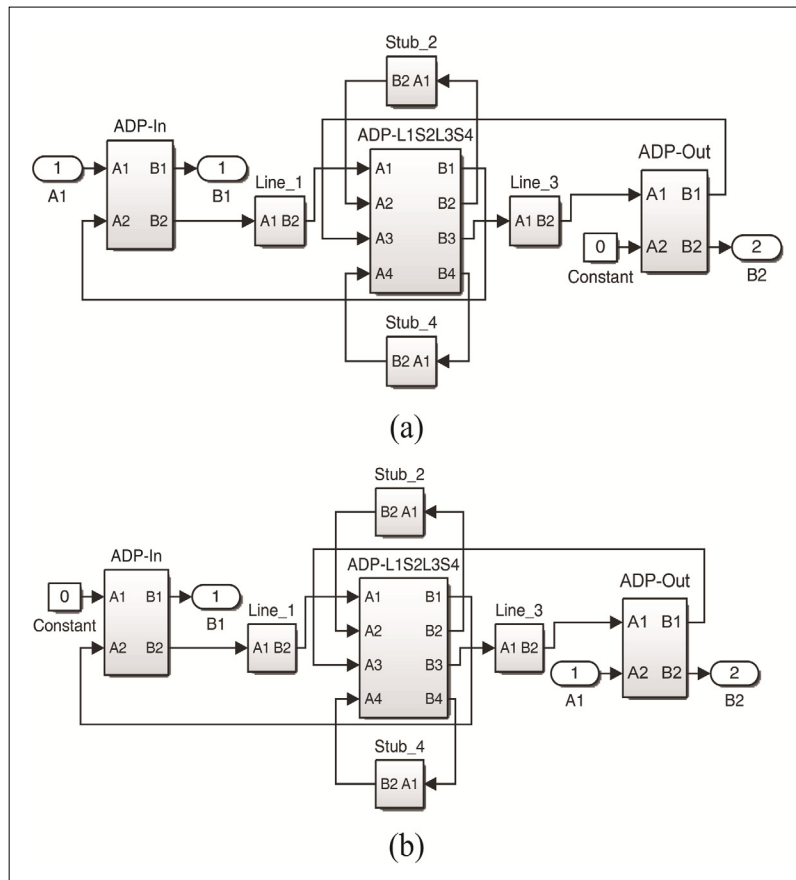 Stub_2
B2 A1
ADP-In
ADP-L1S2L3S4
ADP-Out
1
A1
A1 B1
A2 B2
1
B1
Line_1
A1 B2
A1 B1
A2 B2
A3 B3
A4 B4
Line_3
A1 B2
A1 B1
A2 B2
0
Constant
2
B2
Stub_4
B2 A1
(a)
Stub_2
B2 A1
ADP-In
ADP-L1S2L3S4
ADP-Out
0
Constant
A1 B1
A2 B2
1
B1
Line_1
A1 B2
A1 B1
A2 B2
A3 B3
A4 B4
Line_3
A1 B2
A1 B1
A2 B2
1
A1
2
B2
Stub_4
B2 A1
(b)